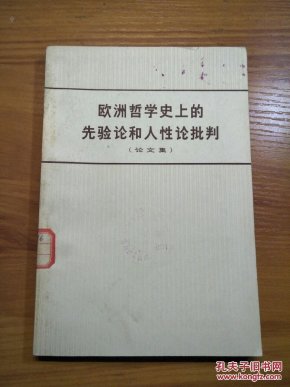 欧洲哲学史上的
先验论和人性论批判
(论文集)
孔夫子旧书网